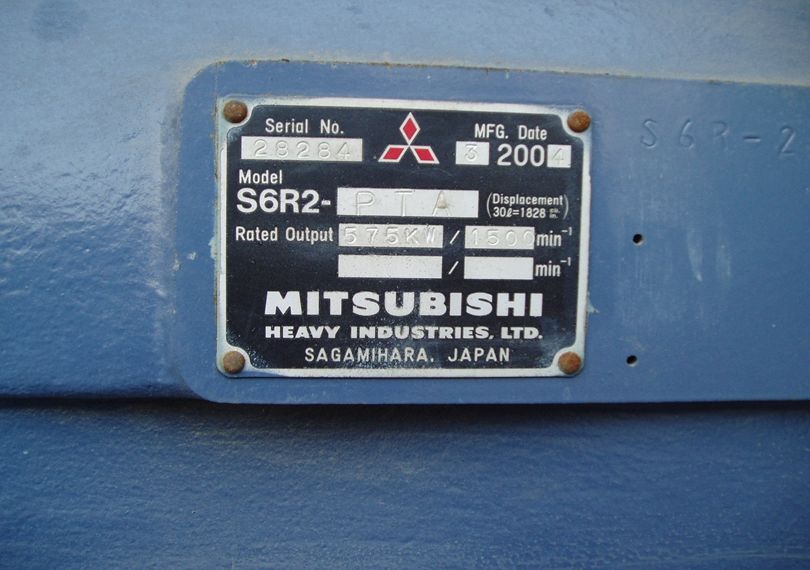 Serial No. MFG. Date
28284 3 2004
Model
S6R2-PTA (Displacement 30ℓ=1828 cu. in.)
Rated Output 575KW / 1500 min⁻¹
/ min⁻¹
MITSUBISHI
HEAVY INDUSTRIES, LTD.
SAGAMIHARA, JAPAN
S6R-2